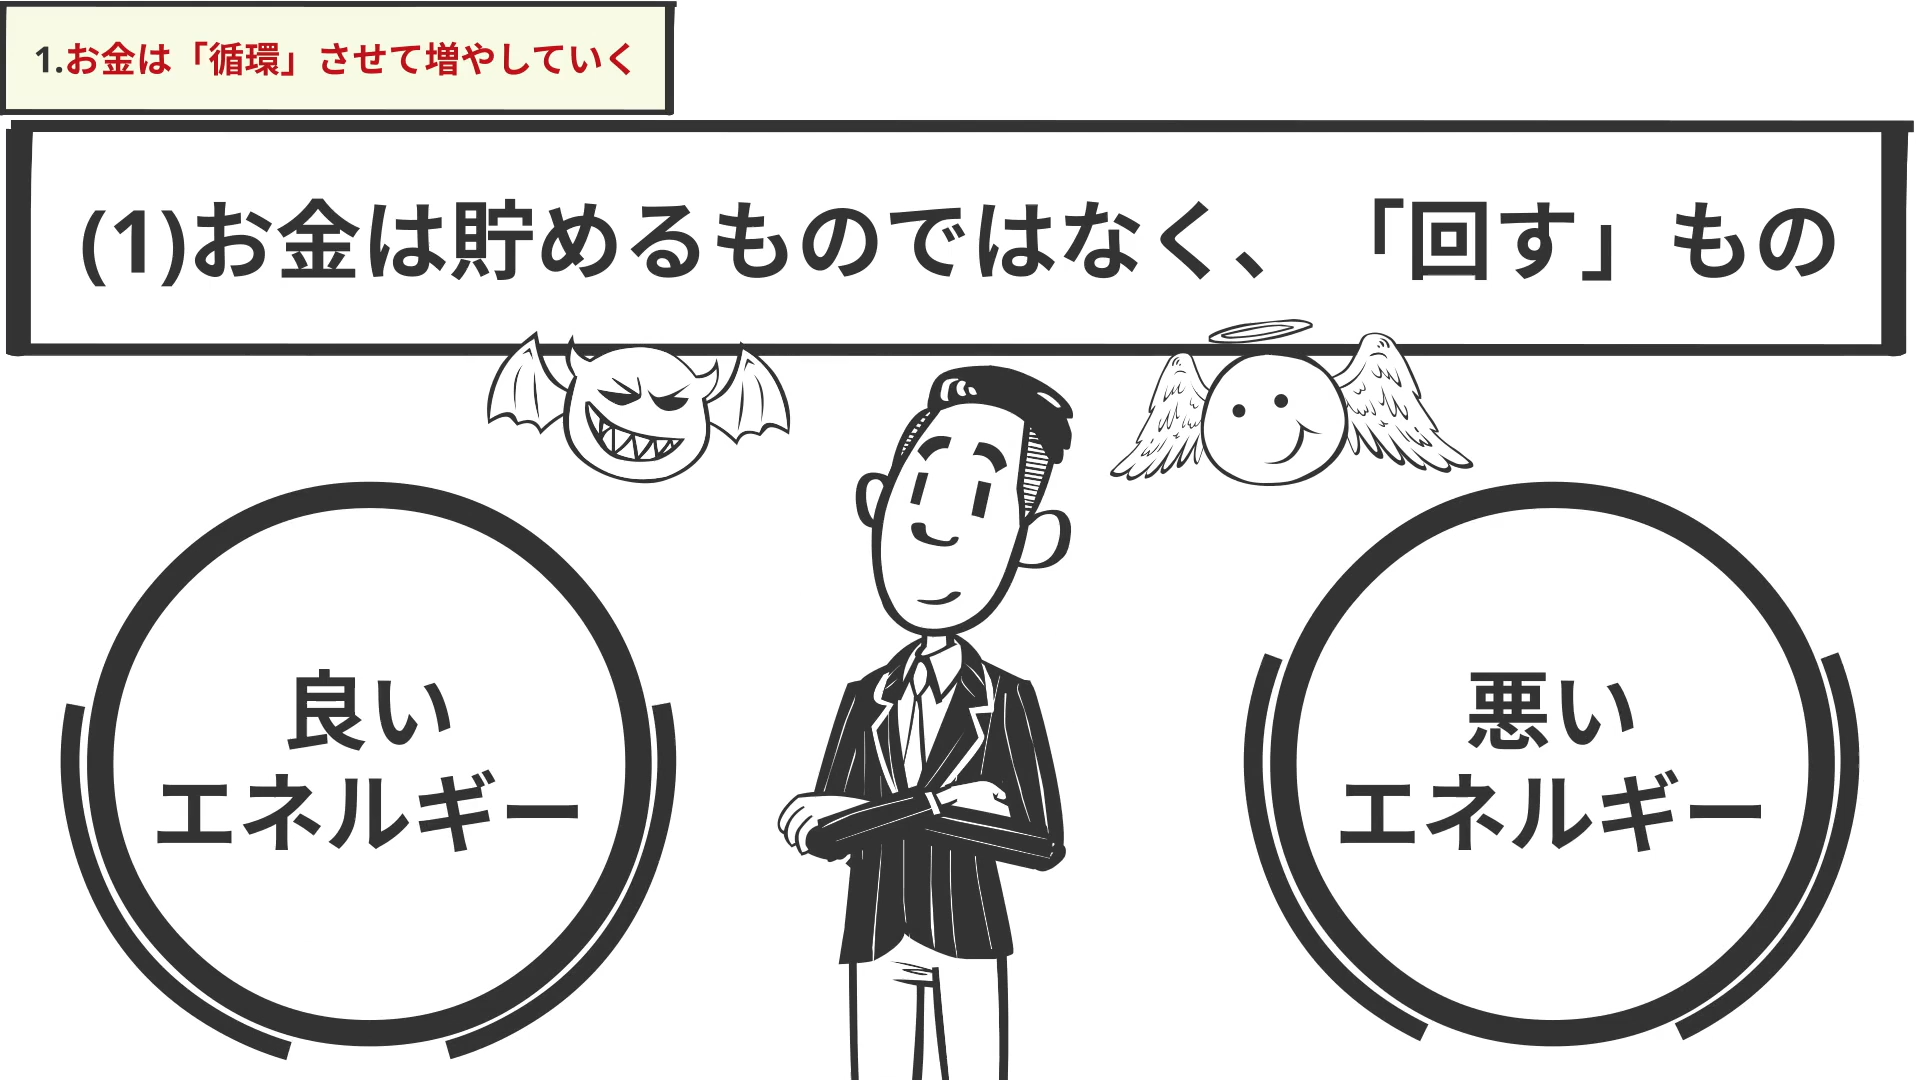 1.お金は「循環」させて増やしていく
(1)お金は貯めるものではなく、「回す」もの
良い
エネルギー
悪い
エネルギー